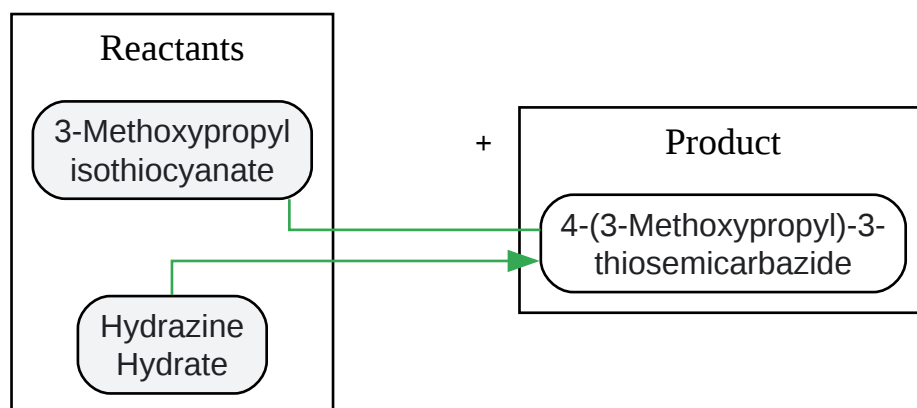 Reactants
3-Methoxypropyl
isothiocyanate
Hydrazine
Hydrate
+
Product
4-(3-Methoxypropyl)-3-
thiosemicarbazide